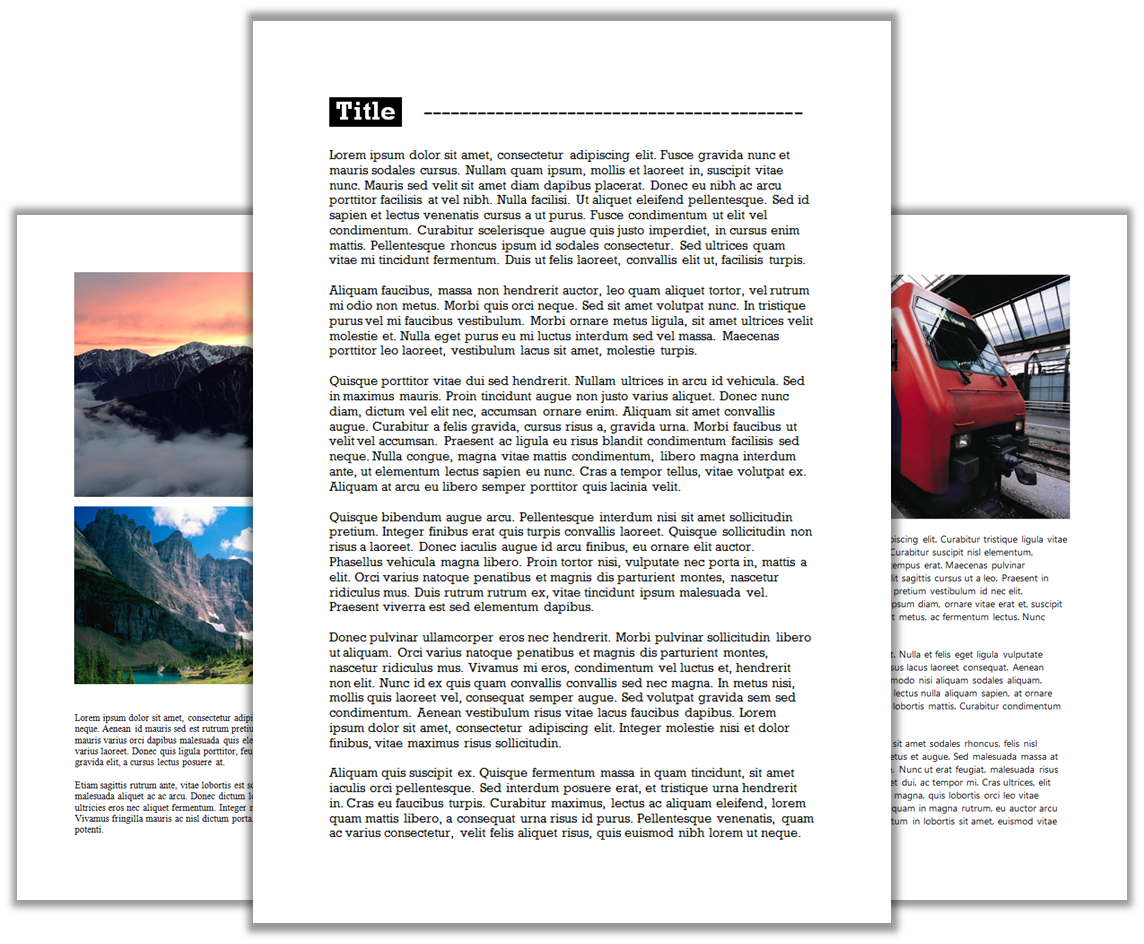 Title
Lorem ipsum dolor sit amet, consectetur adipiscing elit. Fusce gravida nunc et
mauris sodales cursus. Nullam quam ipsum, mollis et laoreet in, suscipit vitae
nunc. Mauris sed velit sit amet diam dapibus placerat. Donec eu nibh ac arcu
porttitor facilisis at vel nibh. Nulla facilisi. Ut aliquet eleifend pellentesque. Sed id
sapien et lectus venenatis cursus a ut purus. Fusce condimentum ut elit vel
condimentum. Curabitur scelerisque augue quis justo imperdiet, in cursus enim
mattis. Pellentesque rhoncus ipsum id sodales consectetur. Sed ultrices quam
vitae mi tincidunt fermentum. Duis ut felis laoreet, convallis elit ut, facilisis turpis.
Aliquam faucibus, massa non hendrerit auctor, leo quam aliquet tortor, vel rutrum
mi odio non metus. Morbi quis orci neque. Sed sit amet volutpat nunc. In tristique
purus vel mi faucibus vestibulum. Morbi ornare metus ligula, sit amet ultrices velit
molestie et. Nulla eget purus eu mi luctus interdum sed vel massa. Maecenas
porttitor leo laoreet, vestibulum lacus sit amet, molestie turpis.
Quisque porttitor vitae dui sed hendrerit. Nullam ultrices in arcu id vehicula. Sed
in maximus mauris. Proin tincidunt augue non justo varius aliquet. Donec nunc
diam, dictum vel elit nec, accumsan ornare enim. Aliquam sit amet convallis
augue. Curabitur a felis gravida, cursus risus a, gravida urna. Morbi faucibus ut
velit vel accumsan. Praesent ac ligula eu risus blandit condimentum facilisis sed
neque. Nulla congue, magna vitae mattis condimentum, libero magna interdum
ante, ut elementum lectus sapien eu nunc. Cras a tempor tellus, vitae volutpat ex.
Aliquam at arcu eu libero semper porttitor quis lacinia velit.
Quisque bibendum augue arcu. Pellentesque interdum nisi sit amet sollicitudin
pretium. Integer finibus erat quis turpis convallis laoreet. Quisque sollicitudin non
risus a laoreet. Donec iaculis augue id arcu finibus, eu ornare elit auctor.
Phasellus vehicula magna libero. Proin tortor nisi, vulputate nec porta in, mattis a
elit. Orci varius natoque penatibus et magnis dis parturient montes, nascetur
ridiculus mus. Duis rutrum rutrum ex, vitae tincidunt ipsum malesuada vel.
Praesent viverra est sed elementum dapibus.
Donec pulvinar ullamcorper eros nec hendrerit. Morbi pulvinar sollicitudin libero
ut aliquam. Orci varius natoque penatibus et magnis dis parturient montes,
nascetur ridiculus mus. Vivamus mi eros, condimentum vel luctus et, hendrerit
non elit. Nunc id ex quis quam convallis convallis sed nec magna. In metus nisi,
mollis quis laoreet vel, consequat semper augue. Sed volutpat gravida sem sed
condimentum. Aenean vestibulum risus vitae lacus faucibus dapibus. Lorem
ipsum dolor sit amet, consectetur adipiscing elit. Integer molestie nisi et dolor
finibus, vitae maximus risus sollicitudin.
Aliquam quis suscipit ex. Quisque fermentum massa in quam tincidunt, sit amet
iaculis orci pellentesque. Sed interdum posuere erat, et tristique urna hendrerit
in. Cras eu faucibus turpis. Curabitur maximus, lectus ac aliquam eleifend, lorem
quam mattis libero, a consequat urna risus id purus. Pellentesque venenatis, quam
ac varius consectetur, velit felis aliquet risus, quis euismod nibh lorem ut neque.
Lorem ipsum dolor sit amet, consectetur adipi
neque. Aenean id mauris sed est rutrum preti
mauris varius orci dapibus malesuada quis ele
varius laoreet. Donec quis ligula porttitor, feu
gravida elit, a cursus lectus posuere at.
Etiam sagittis rutrum ante, vitae lobortis est
malesuada aliquet ac ac arcu. Donec dictum
ultricies eros nec aliquet fermentum. Integer
Vivamus fringilla mauris ac nisl dictum porta.
potenti.
piscing elit. Curabitur tristique ligula vitae
Curabitur suscipit nisl elementum,
empus erat. Maecenas pulvinar
lit sagittis cursus ut a leo. Praesent in
pretium vestibulum id nec elit.
psum diam, ornare vitae erat et, suscipit
metus, ac fermentum lectus. Nunc
Nulla et felis eget ligula vulputate
sus lacus laoreet consequat. Aenean
modo nisi aliquam sodales aliquam.
lectus nulla aliquam sapien, at ornare
lobortis mattis. Curabitur condimentum
sit amet sodales rhoncus, felis nisl
etus et augue. Sed malesuada massa at
Nunc ut erat feugiat, malesuada risus
et dui, ac tempor mi. Cras ultrices, elit
magna, quis lobortis orci leo vitae
quam in magna rutrum, eu auctor arcu
tum in lobortis sit amet, euismod vitae